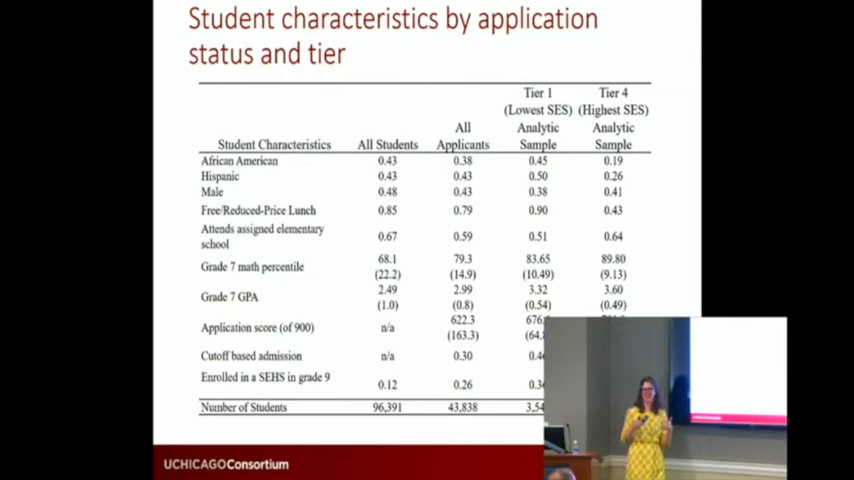 Student characteristics by application
status and tier
Tier 1 Tier 4
(Lowest SES) (Highest SES)
All Analytic Analytic
Student Characteristics All Students Applicants Sample Sample
African American 0.43 0.38 0.45 0.19
Hispanic 0.43 0.43 0.50 0.26
Male 0.48 0.43 0.38 0.41
Free/Reduced-Price Lunch 0.85 0.79 0.90 0.43
Attends assigned elementary
school 0.67 0.59 0.51 0.64
Grade 7 math percentile 68.1 79.3 83.65 89.80
(22.2) (14.9) (10.49) (9.13)
Grade 7 GPA 2.49 2.99 3.32 3.60
(1.0) (0.8) (0.54) (0.49)
Application score (of 900) n/a 622.3 676.
(163.3) (64.
Cutoff based admission n/a 0.30
Enrolled in a SEHS in grade 9 0.12 0.26
Number of Students 96,391 43,838 3,54
UCHICAGOConsortium